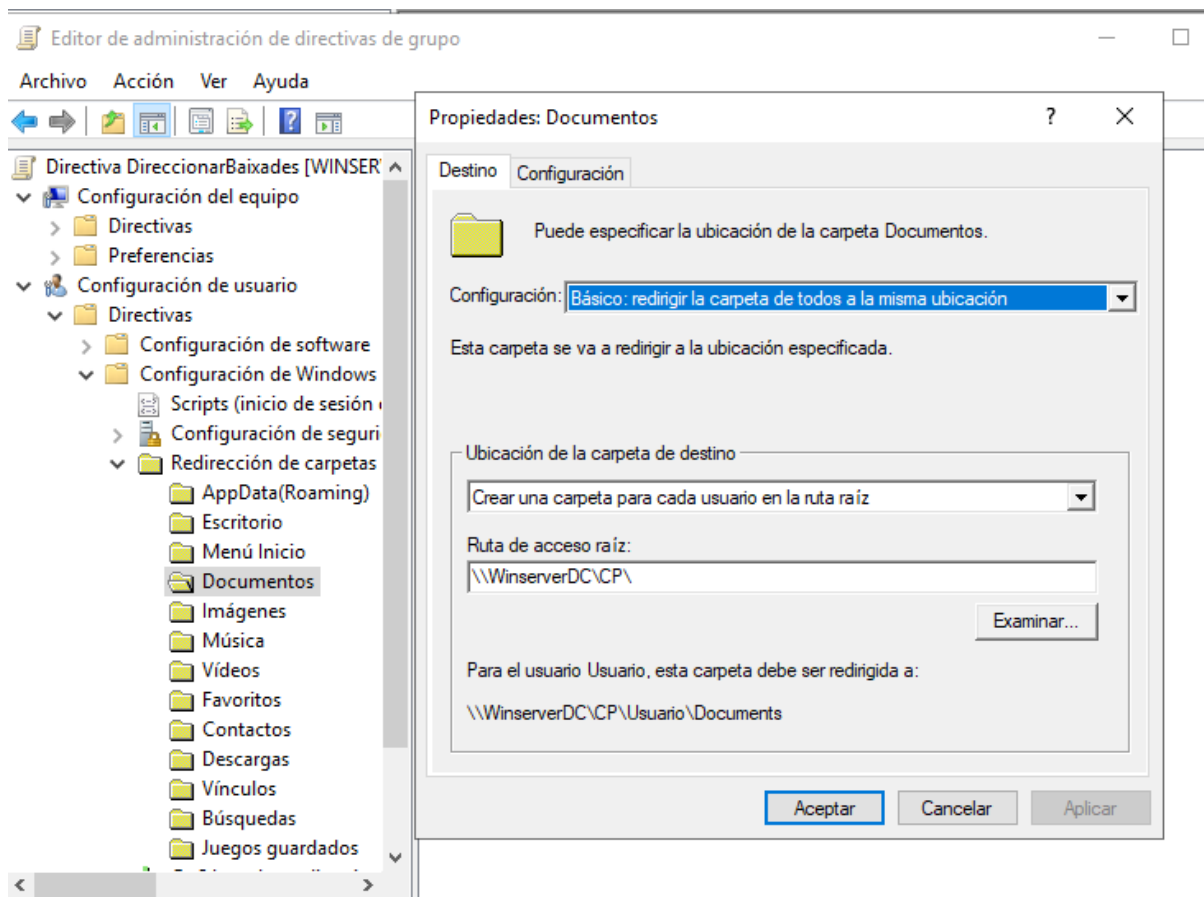 Editor de administración de directivas de grupo
Archivo Acción Ver Ayuda
Directiva DireccionarBaixades [WINSER
Configuración del equipo
Directivas
Preferencias
Configuración de usuario
Directivas
Configuración de software
Configuración de Windows
Scripts (inicio de sesión
Configuración de seguri
Redirección de carpetas
AppData(Roaming)
Escritorio
Menú Inicio
Documentos
Imágenes
Música
Vídeos
Favoritos
Contactos
Descargas
Vínculos
Búsquedas
Juegos guardados
Propiedades: Documentos
Destino Configuración
Puede especificar la ubicación de la carpeta Documentos.
Configuración: Básico: redirigir la carpeta de todos a la misma ubicación
Esta carpeta se va a redirigir a la ubicación especificada.
Ubicación de la carpeta de destino
Crear una carpeta para cada usuario en la ruta raíz
Ruta de acceso raíz:
\\WinserverDC\CP\
Examinar...
Para el usuario Usuario, esta carpeta debe ser redirigida a:
\\WinserverDC\CP\Usuario\Documents
Aceptar Cancelar Aplicar